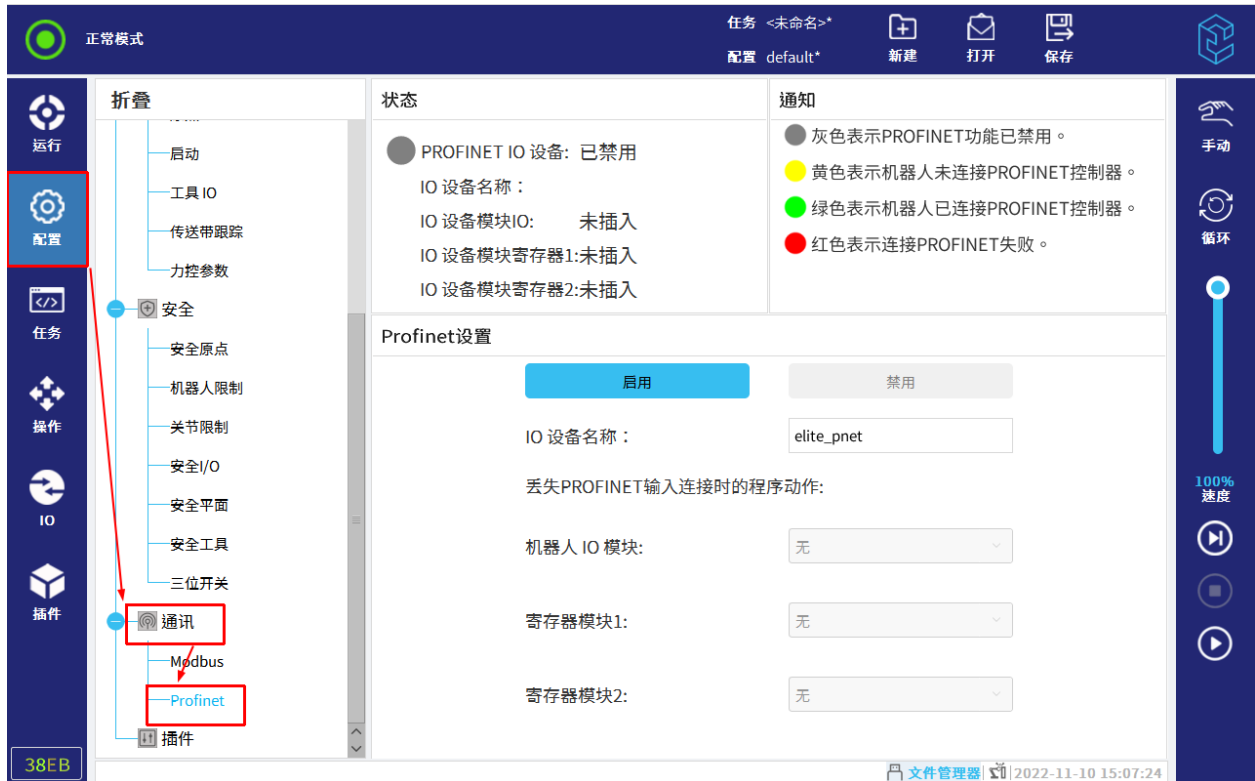 正常模式
任务 <未命名>*
配置 default*
新建
打开
保存
运行
配置
任务
操作
IO
插件
38EB
折叠
启动
工具 IO
传送带跟踪
力控参数
安全
安全原点
机器人限制
关节限制
安全I/O
安全平面
安全工具
三位开关
通讯
Modbus
Profinet
插件
状态
PROFINET IO 设备: 已禁用
IO 设备名称：
IO 设备模块IO: 未插入
IO 设备模块寄存器1:未插入
IO 设备模块寄存器2:未插入
通知
灰色表示PROFINET功能已禁用。
黄色表示机器人未连接PROFINET控制器。
绿色表示机器人已连接PROFINET控制器。
红色表示连接PROFINET失败。
Profinet设置
启用
禁用
IO 设备名称： elite_pnet
丢失PROFINET输入连接时的程序动作:
机器人 IO 模块: 无
寄存器模块1: 无
寄存器模块2: 无
手动
循环
100%
速度
文件管理器
2022-11-10 15:07:24